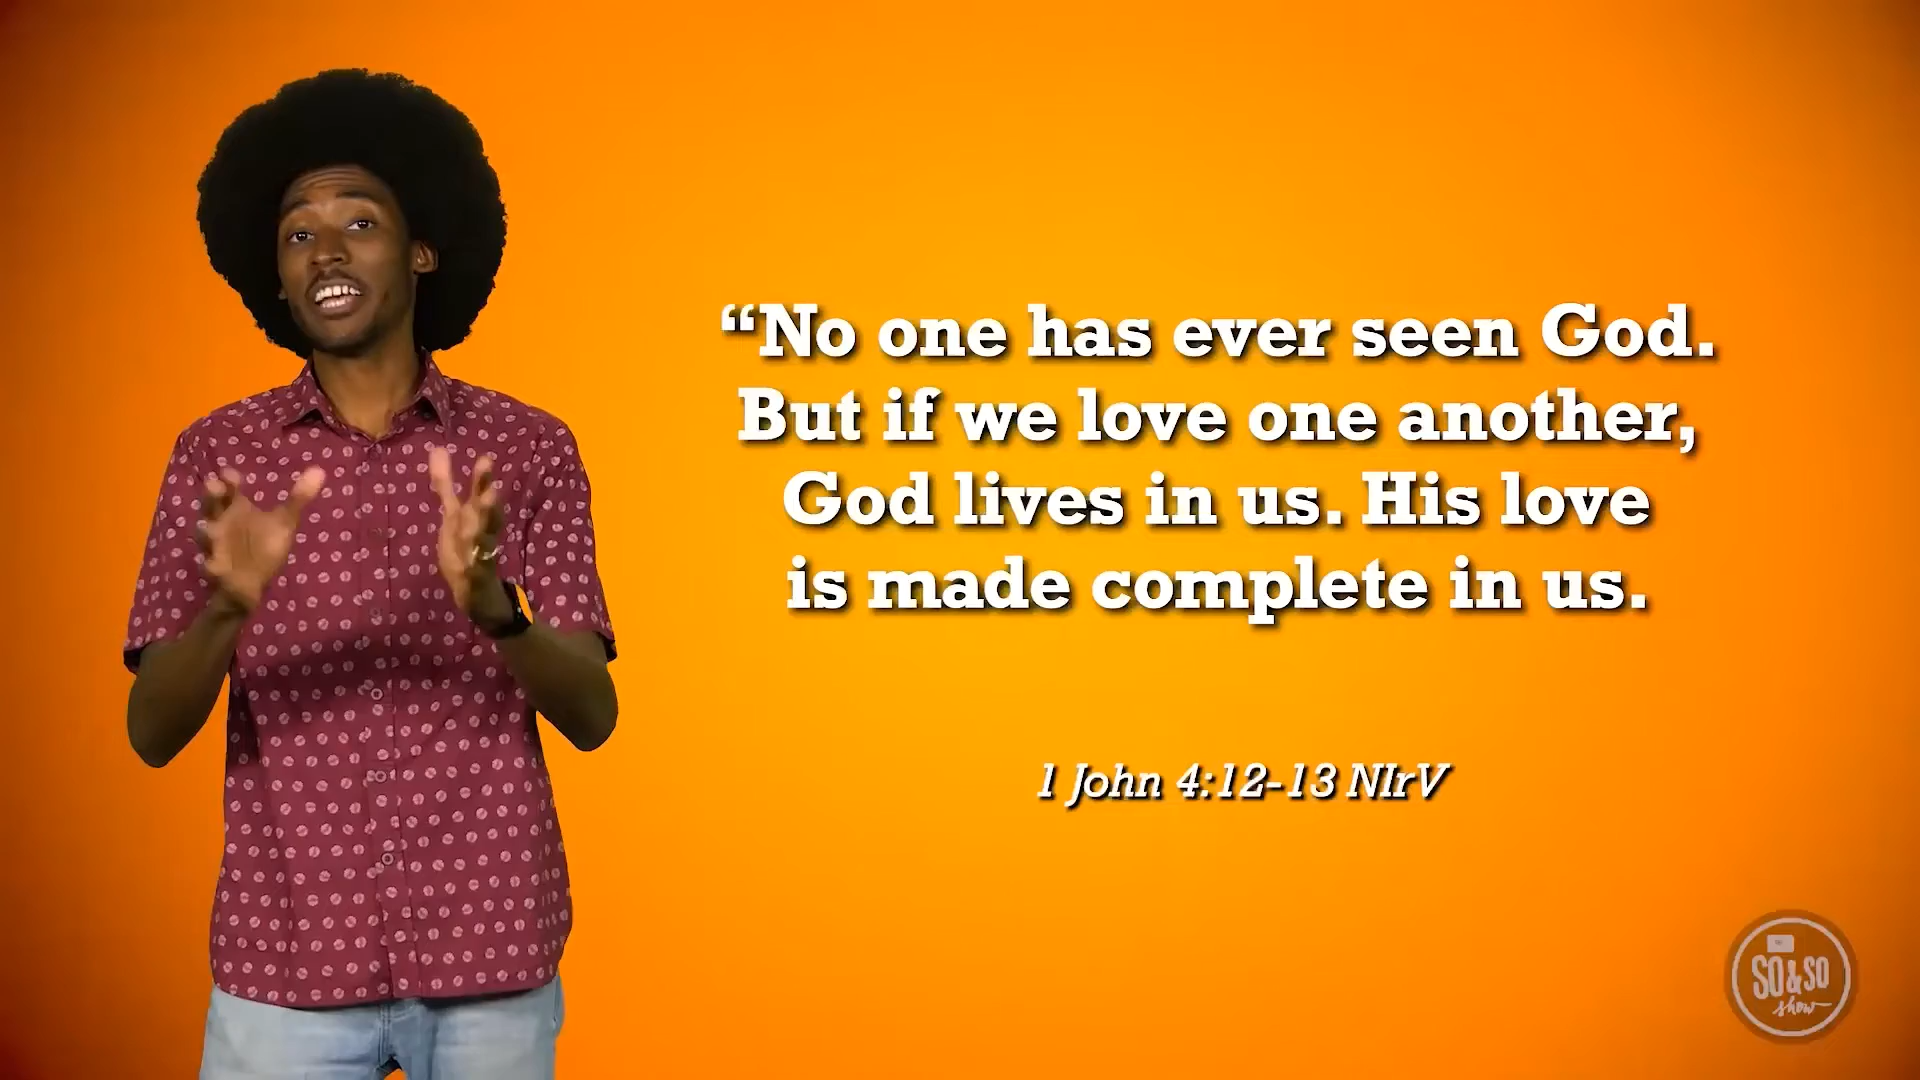 “No one has ever seen God.
But if we love one another,
God lives in us. His love
is made complete in us.
1 John 4:12-13 NIrV
SO&SO
show